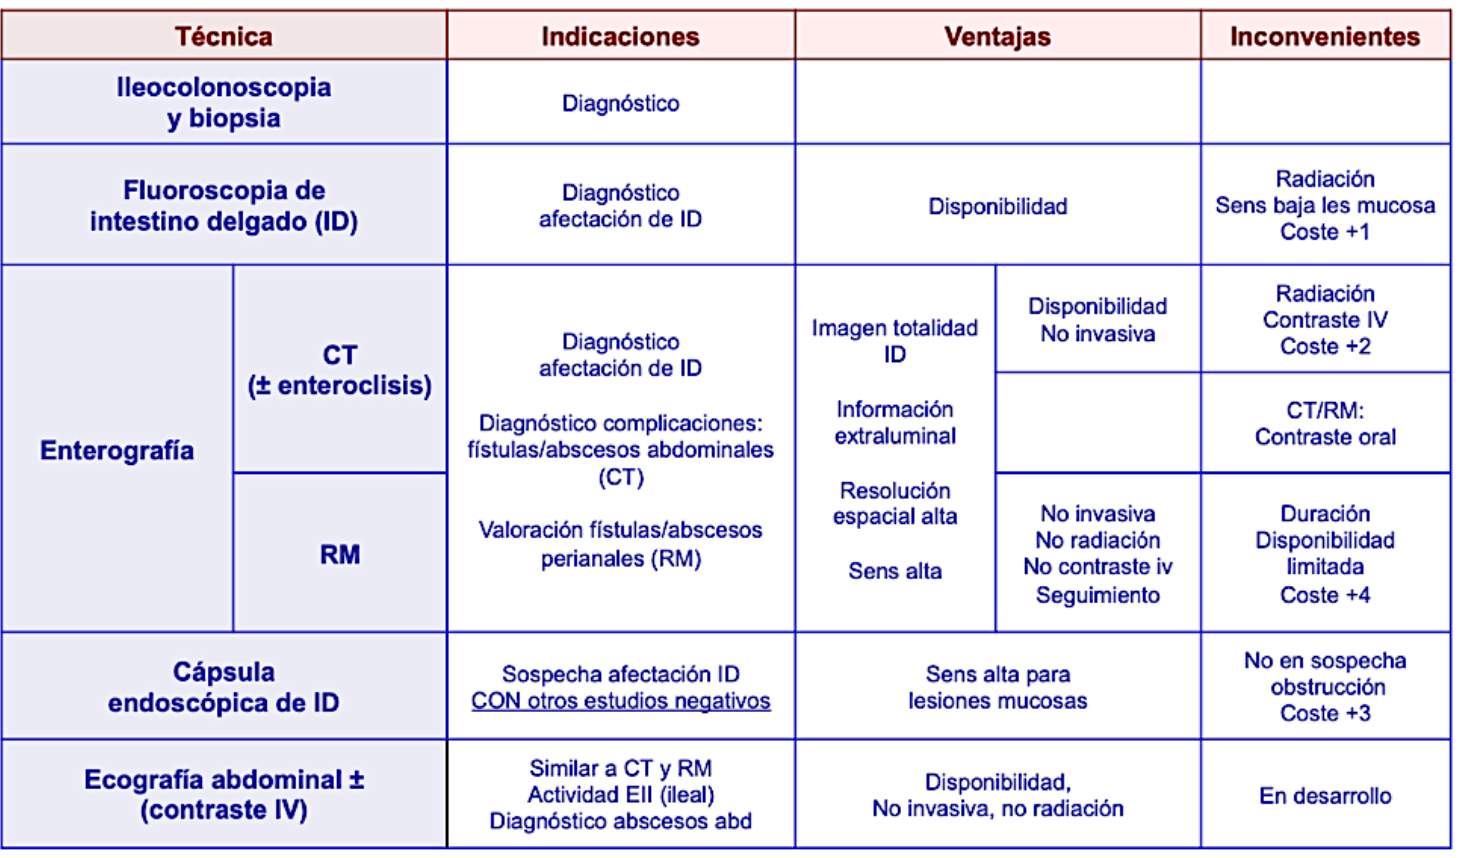 Técnica
Indicaciones
Ventajas
Inconvenientes
Ileocolonoscopia
y biopsia
Diagnóstico
Fluoroscopia de
intestino delgado (ID)
Diagnóstico
afectación de ID
Disponibilidad
Radiación
Sens baja les mucosa
Coste +1
Enterografía
CT
(± enteroclisis)
RM
Diagnóstico
afectación de ID
Diagnóstico complicaciones:
fístulas/abscesos abdominales
(CT)
Valoración fístulas/abscesos
perianales (RM)
Imagen totalidad
ID
Información
extraluminal
Resolución
espacial alta
Sens alta
Disponibilidad
No invasiva
Radiación
Contraste IV
Coste +2
CT/RM:
Contraste oral
No invasiva
No radiación
No contraste iv
Seguimiento
Duración
Disponibilidad
limitada
Coste +4
Cápsula
endoscópica de ID
Sospecha afectación ID
CON otros estudios negativos
Sens alta para
lesiones mucosas
No en sospecha
obstrucción
Coste +3
Ecografía abdominal ±
(contraste IV)
Similar a CT y RM
Actividad EII (ileal)
Diagnóstico abscesos abd
Disponibilidad,
No invasiva, no radiación
En desarrollo